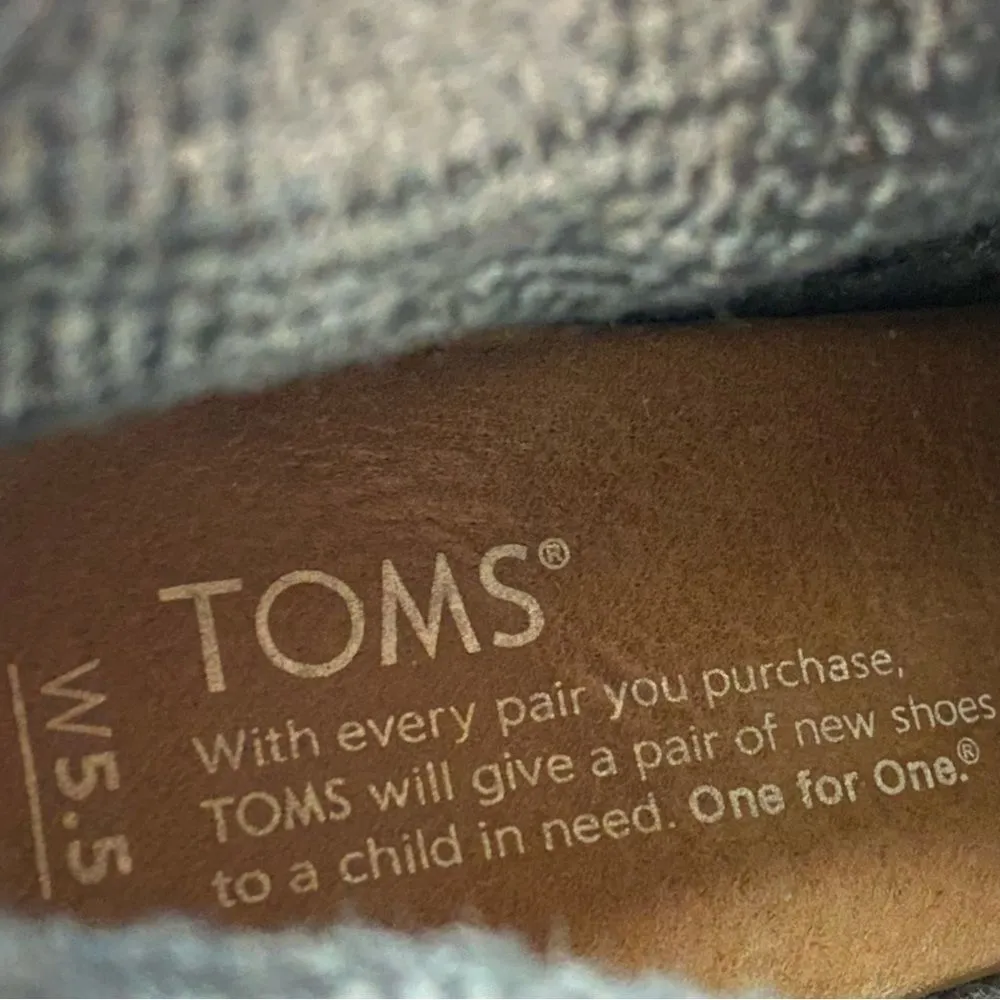 TOMS®
With every pair you purchase,
TOMS will give a pair of new shoes
to a child in need. One for One.®
W5.5